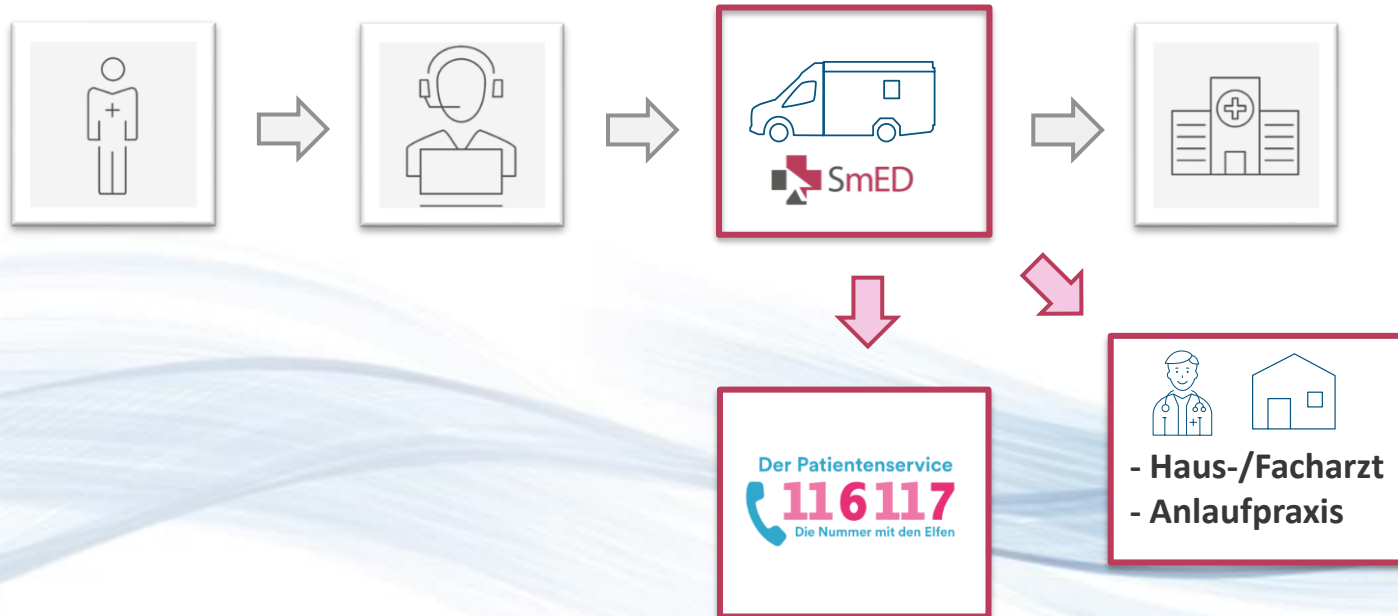 SmED
Der Patientenservice
116117
Die Nummer mit den Elfen
- Haus-/Facharzt
- Anlaufpraxis